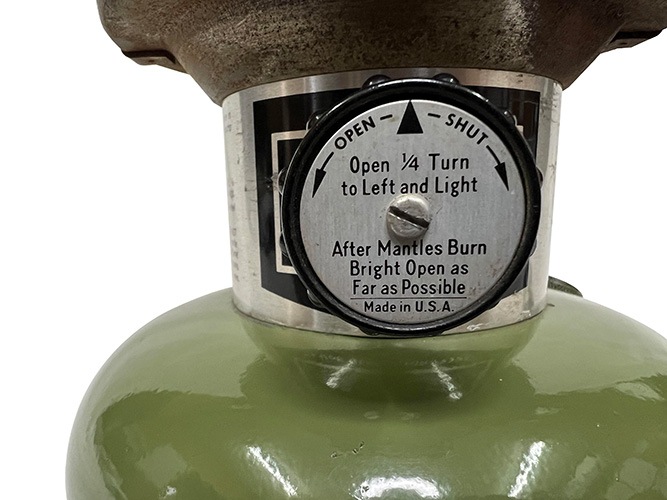 OPEN SHUT
Open ¼ Turn
to Left and Light
After Mantles Burn
Bright Open as
Far as Possible
Made in U.S.A.